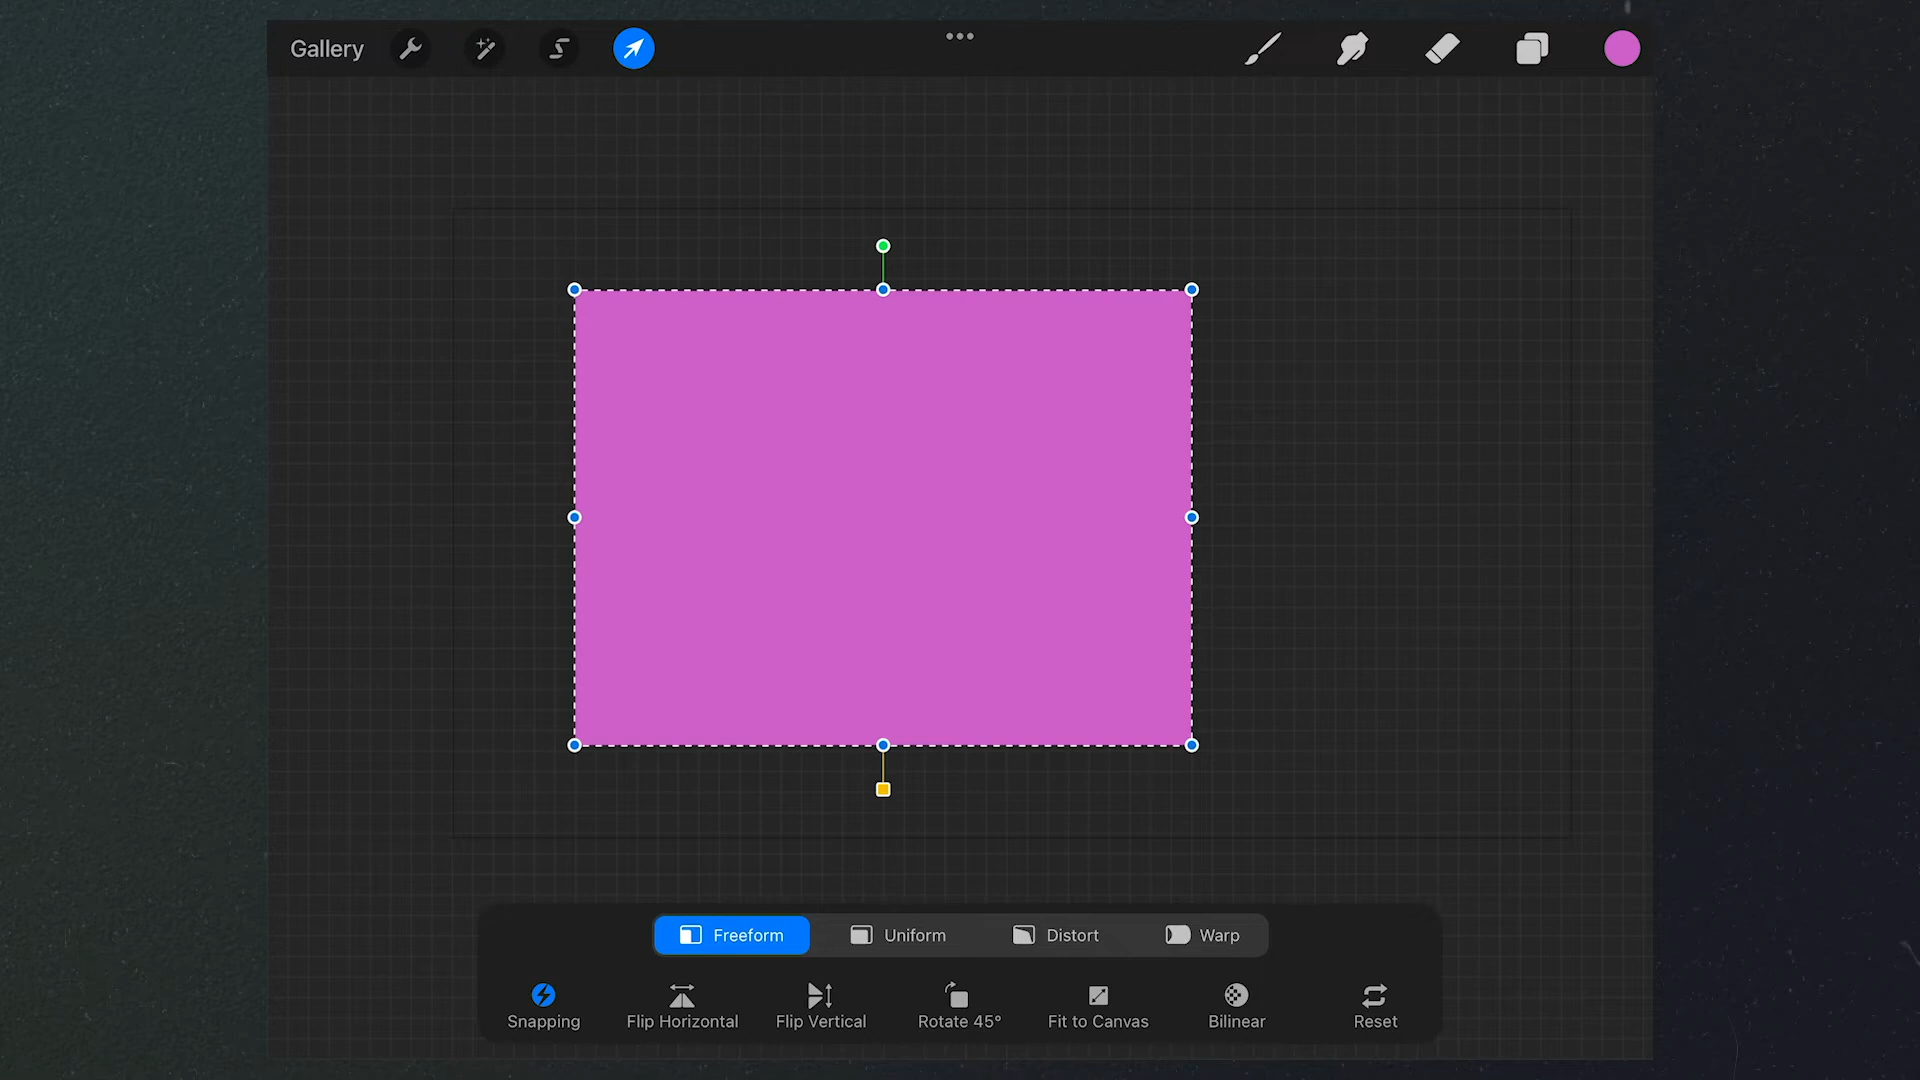 Gallery
Freeform Uniform Distort Warp
Snapping Flip Horizontal Flip Vertical Rotate 45° Fit to Canvas Bilinear Reset